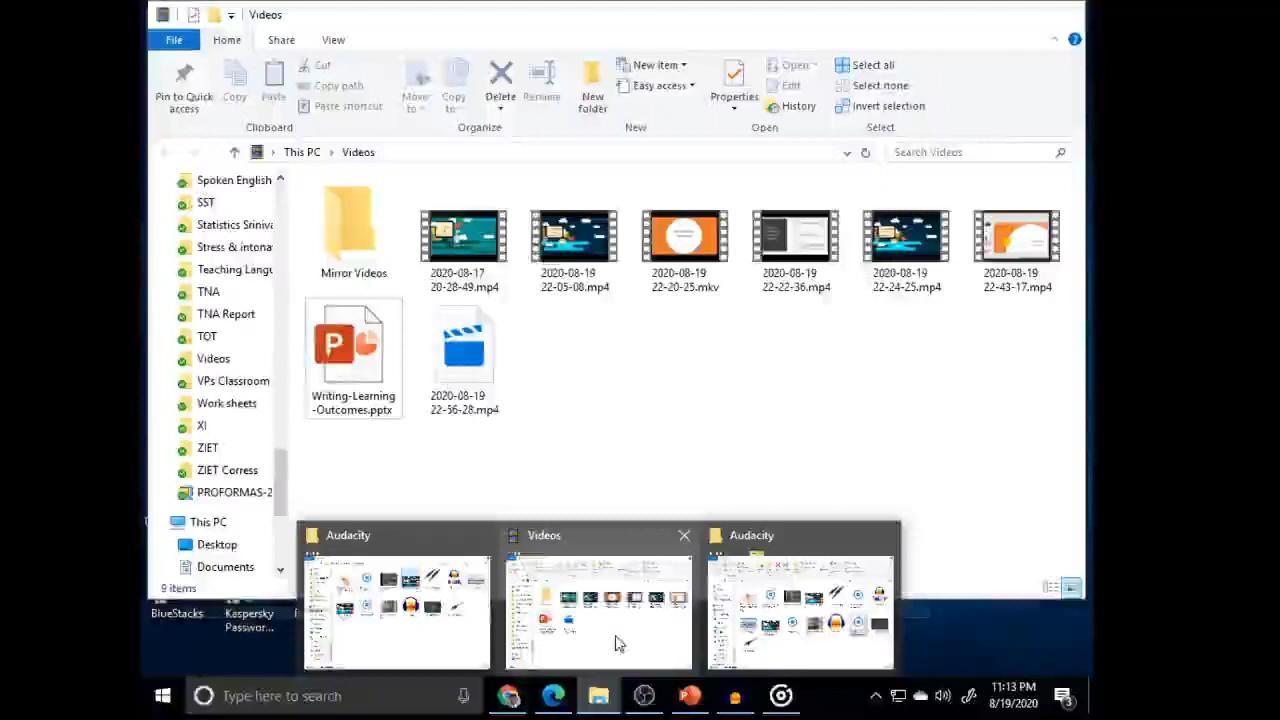 Videos
File Home Share View
Pin to Quick access
Copy
Paste
Cut
Copy path
Paste shortcut
Move to
Copy to
Delete
Rename
New folder
New item
Easy access
Properties
Open
Edit
History
Select all
Select none
Invert selection
Clipboard Organize New Open Select
This PC Videos
Search Videos
Spoken English
SST
Statistics Sriniva
Stress & intona
Teaching Langu
TNA
TNA Report
TOT
Videos
VPs Classroom
Work sheets
XI
ZIET
ZIET Corress
PROFORMAS-2
This PC
Desktop
Documents
Mirror Videos
2020-08-17 20-28-49.mp4
2020-08-19 22-05-08.mp4
2020-08-19 22-20-25.mkv
2020-08-19 22-22-36.mp4
2020-08-19 22-24-25.mp4
2020-08-19 22-43-17.mp4
Writing-Learning-Outcomes.pptx
2020-08-19 22-56-28.mp4
9 items
Audacity Videos Audacity
BlueStacks
Kaspersky Passwor...
Type here to search
11:13 PM
8/19/2020
3